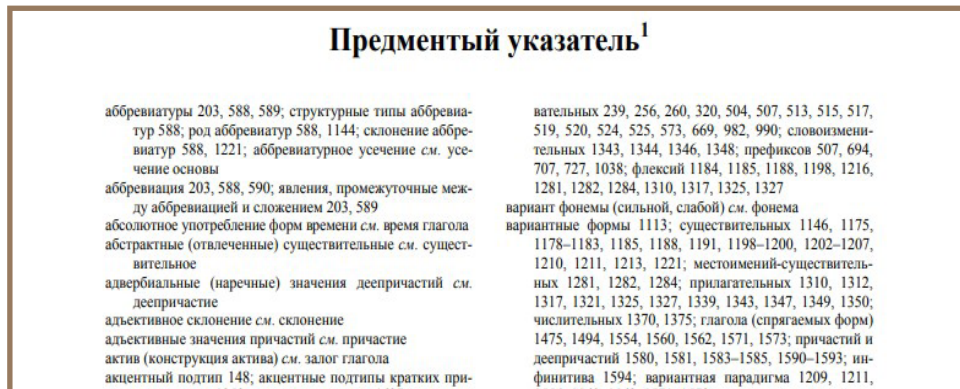 Предментый указатель1
аббревиатуры 203, 588, 589; структурные типы аббревиа-
тур 588; род аббревиатур 588, 1144; склонение аббре-
виатур 588, 1221; аббревиатурное усечение см. усе-
чение основы
аббревиация 203, 588, 590; явления, промежуточные меж-
ду аббревиацией и сложением 203, 589
абсолютное употребление форм времени см. время глагола
абстрактные (отвлеченные) существительные см. сущест-
вительное
адвербиальные (наречные) значения деепричастий см.
деепричастие
адъективное склонение см. склонение
адъективные значения причастий см. причастие
актив (конструкция актива) см. залог глагола
акцентный подтип 148; акцентные подтипы кратких при-
вательных 239, 256, 260, 320, 504, 507, 513, 515, 517,
519, 520, 524, 525, 573, 669, 982, 990; словоизмени-
тельных 1343, 1344, 1346, 1348; префиксов 507, 694,
707, 727, 1038; флексий 1184, 1185, 1188, 1198, 1216,
1281, 1282, 1284, 1310, 1317, 1325, 1327
вариант фонемы (сильной, слабой) см. фонема
вариантные формы 1113; существительных 1146, 1175,
1178–1183, 1185, 1188, 1191, 1198–1200, 1202–1207,
1210, 1211, 1213, 1221; местоимений-существитель-
ных 1281, 1282, 1284; прилагательных 1310, 1312,
1317, 1321, 1325, 1327, 1339, 1343, 1347, 1349, 1350;
числительных 1370, 1375; глагола (спрягаемых форм)
1475, 1494, 1554, 1560, 1562, 1571, 1573; причастий и
деепричастий 1580, 1581, 1583–1585, 1590–1593; ин-
финитива 1594; вариантная парадигма 1209, 1211,